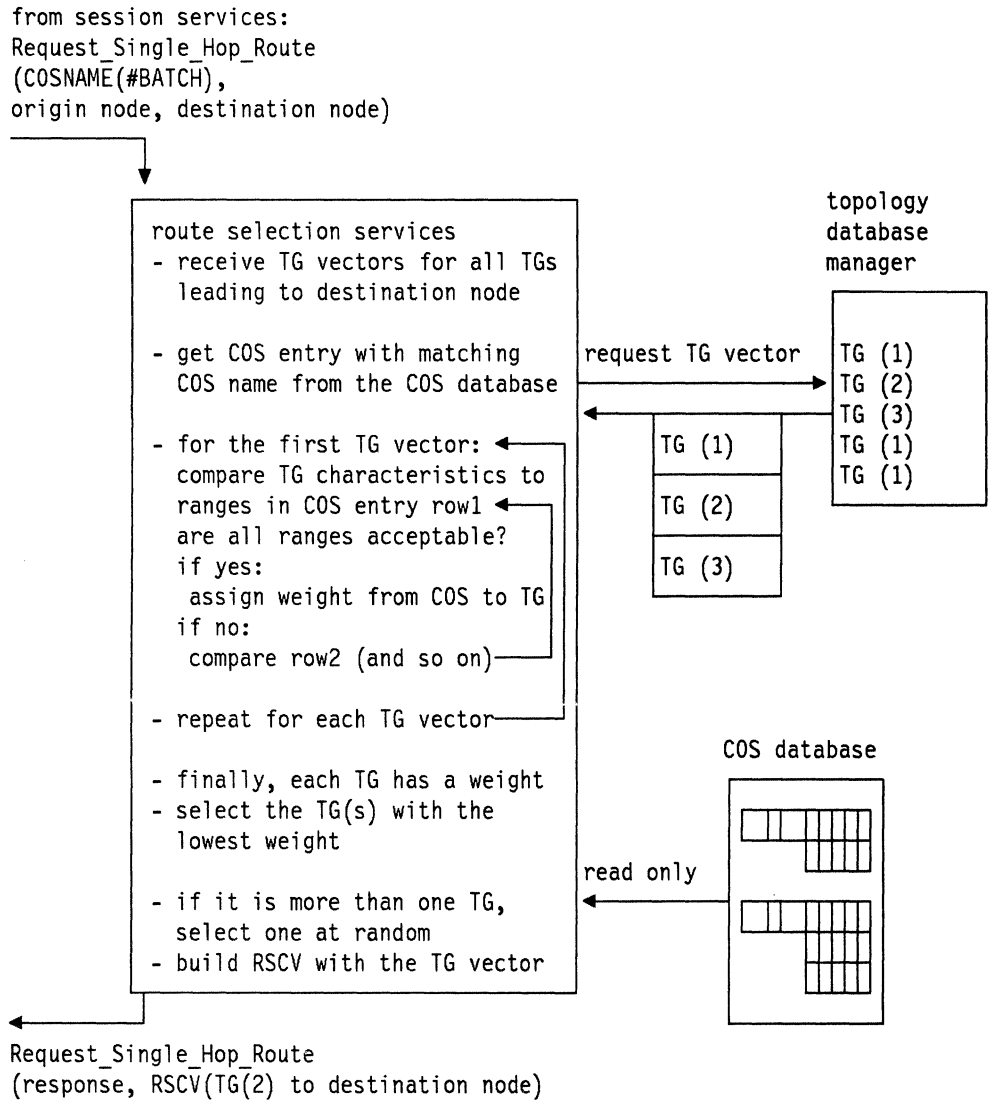 from session services:
Request_Single_Hop_Route
(COSNAME(#BATCH),
origin node, destination node)
route selection services
- receive TG vectors for all TGs
leading to destination node
- get COS entry with matching
COS name from the COS database
- for the first TG vector:
compare TG characteristics to
ranges in COS entry row1
are all ranges acceptable?
if yes:
assign weight from COS to TG
if no:
compare row2 (and so on)
- repeat for each TG vector
- finally, each TG has a weight
- select the TG(s) with the
lowest weight
- if it is more than one TG,
select one at random
- build RSCV with the TG vector
request TG vector
TG (1)
TG (2)
TG (3)
topology
database
manager
TG (1)
TG (2)
TG (3)
TG (1)
TG (1)
COS database
read only
Request_Single_Hop_Route
(response, RSCV(TG(2) to destination node)